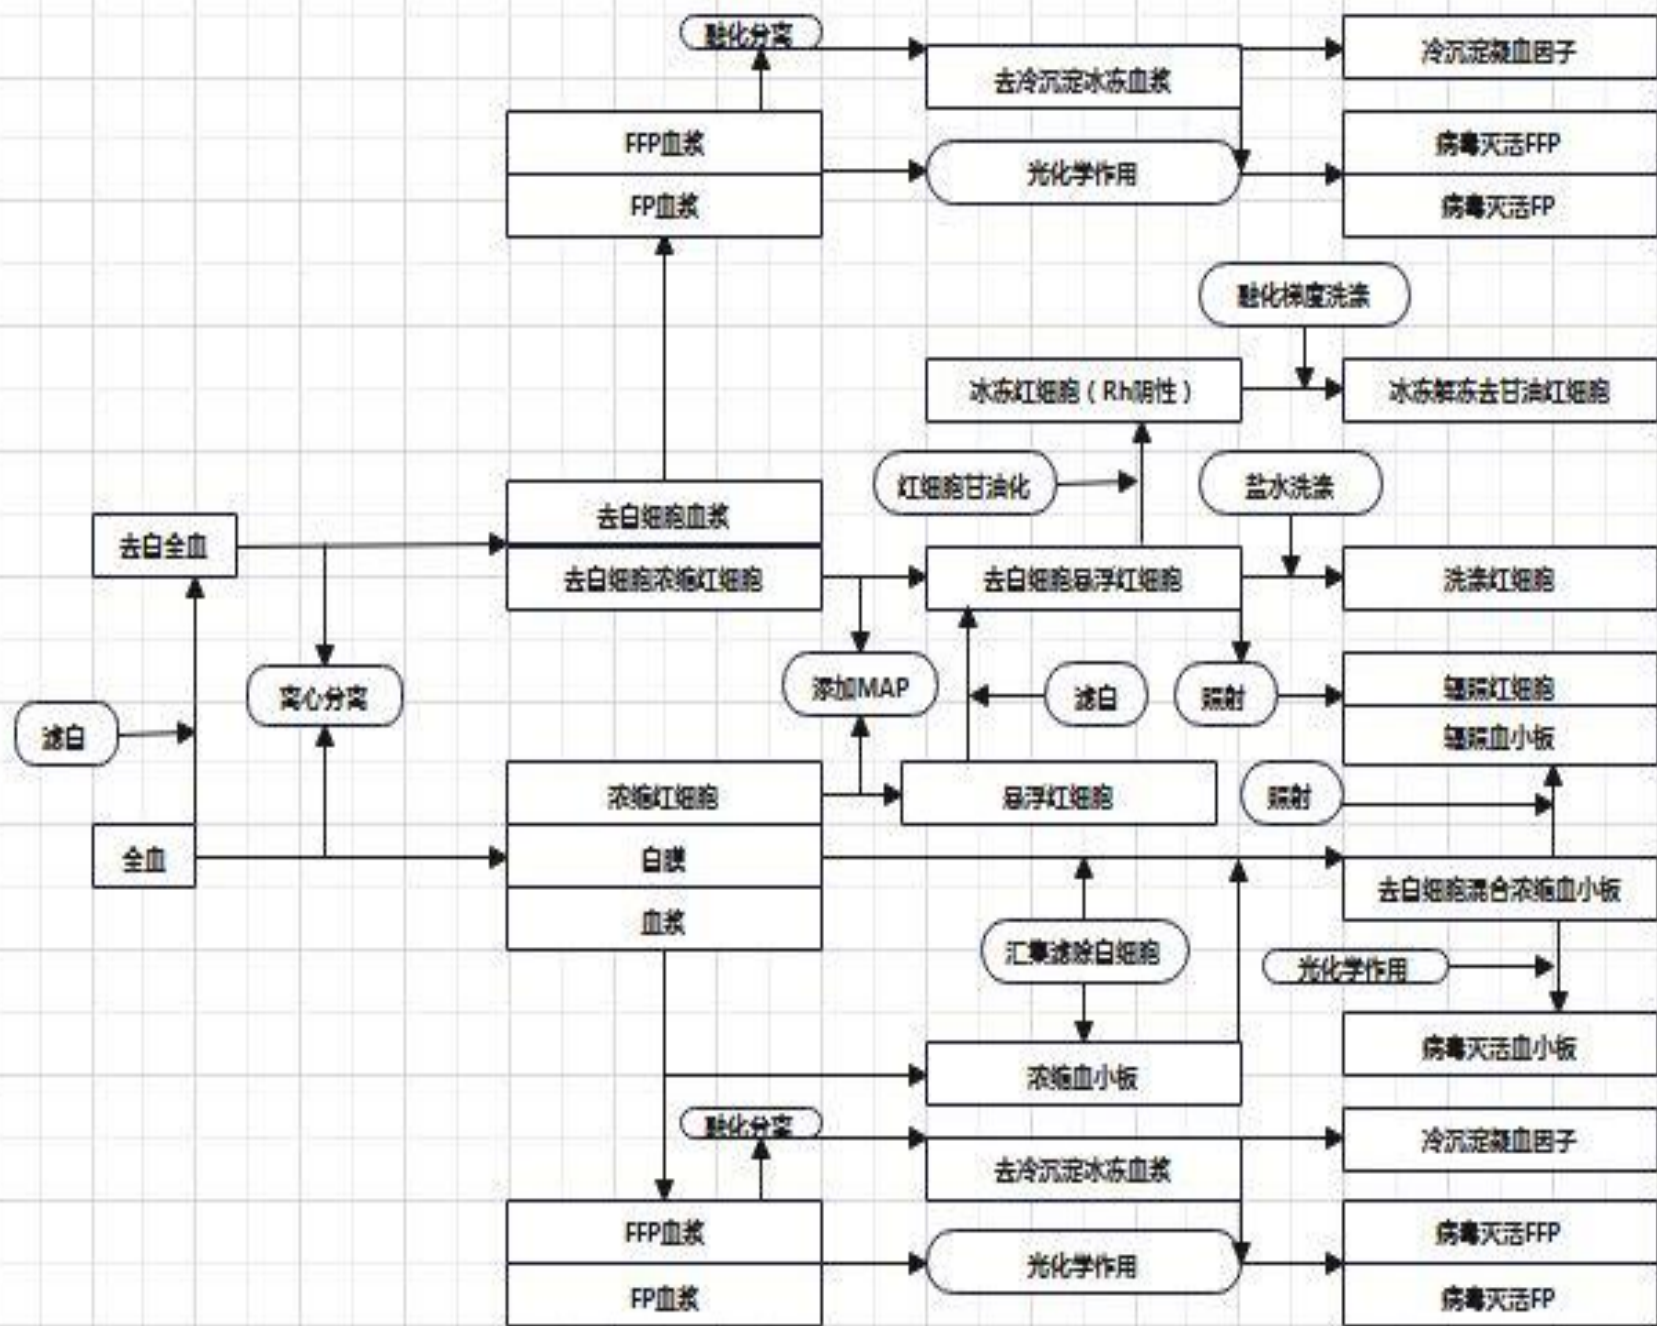 融化分离
冷沉淀凝血因子
去冷沉淀冰冻血浆
FFP血浆
病毒灭活FFP
光化学作用
FP血浆
病毒灭活FP
融化梯度洗涤
冰冻红细胞（Rh阴性）
冰冻解冻去甘油红细胞
红细胞甘油化
盐水洗涤
去白细胞血浆
去白全血
去白细胞浓缩红细胞
去白细胞悬浮红细胞
洗涤红细胞
离心分离
添加MAP
滤白
照射
辐照红细胞
滤白
辐照血小板
浓缩红细胞
悬浮红细胞
照射
全血
白膜
去白细胞混合浓缩血小板
血浆
汇集滤除白细胞
光化学作用
病毒灭活血小板
浓缩血小板
融化分离
冷沉淀凝血因子
去冷沉淀冰冻血浆
FFP血浆
病毒灭活FFP
光化学作用
FP血浆
病毒灭活FP